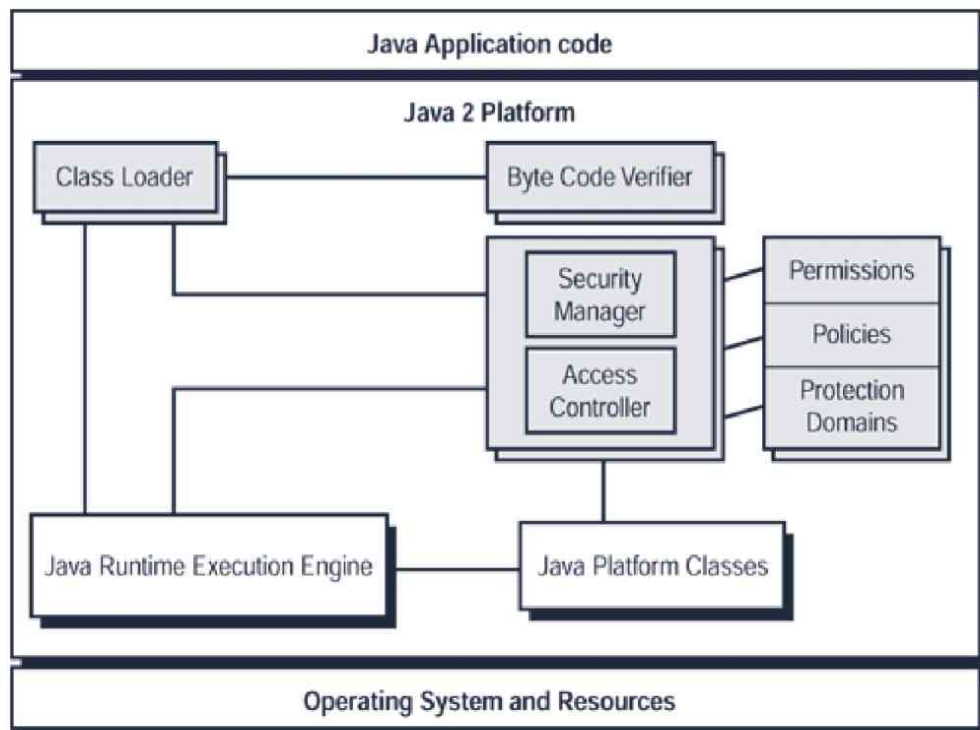 Java Application code
Java 2 Platform
Class Loader
Byte Code Verifier
Security
Manager
Access
Controller
Permissions
Policies
Protection
Domains
Java Runtime Execution Engine
Java Platform Classes
Operating System and Resources